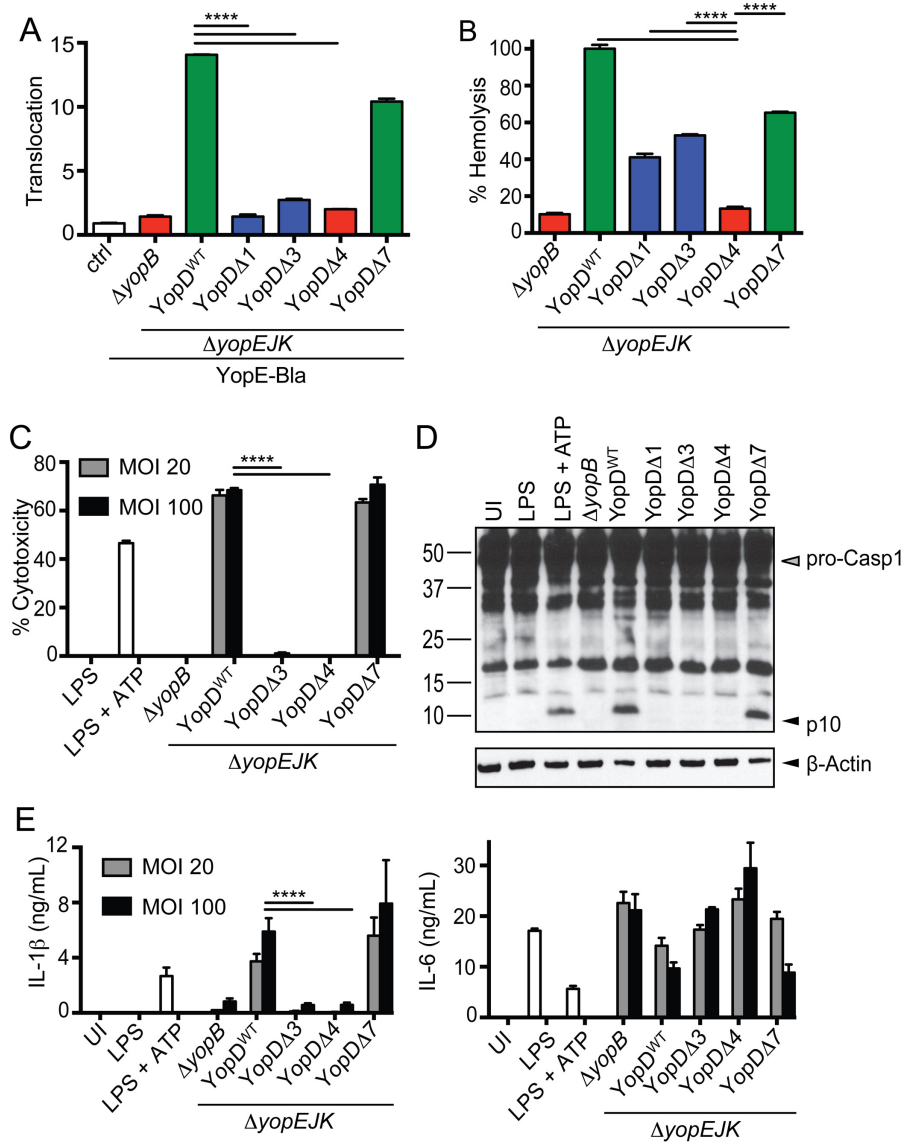 A
Translocation
15
10
5
0
****
ctrl
ΔyopB
YopDWT
YopDΔ1
YopDΔ3
YopDΔ4
YopDΔ7
ΔyopEJK
YopE-Bla
B
% Hemolysis
100
80
60
40
20
0
**** ****
ΔyopB
YopDWT
YopDΔ1
YopDΔ3
YopDΔ4
YopDΔ7
ΔyopEJK
C
% Cytotoxicity
80
60
40
20
0
MOI 20
MOI 100
****
LPS
LPS + ATP
ΔyopB
YopDWT
YopDΔ3
YopDΔ4
YopDΔ7
ΔyopEJK
D
UI
LPS
LPS + ATP
ΔyopB
YopDWT
YopDΔ1
YopDΔ3
YopDΔ4
YopDΔ7
50
37
25
15
10
pro-Casp1
p10
β-Actin
E
IL-1β (ng/mL)
12
8
4
0
MOI 20
MOI 100
****
UI
LPS
LPS + ATP
ΔyopB
YopDWT
YopDΔ3
YopDΔ4
YopDΔ7
ΔyopEJK
IL-6 (ng/mL)
30
20
10
0
UI
LPS
LPS + ATP
ΔyopB
YopDWT
YopDΔ3
YopDΔ4
YopDΔ7
ΔyopEJK